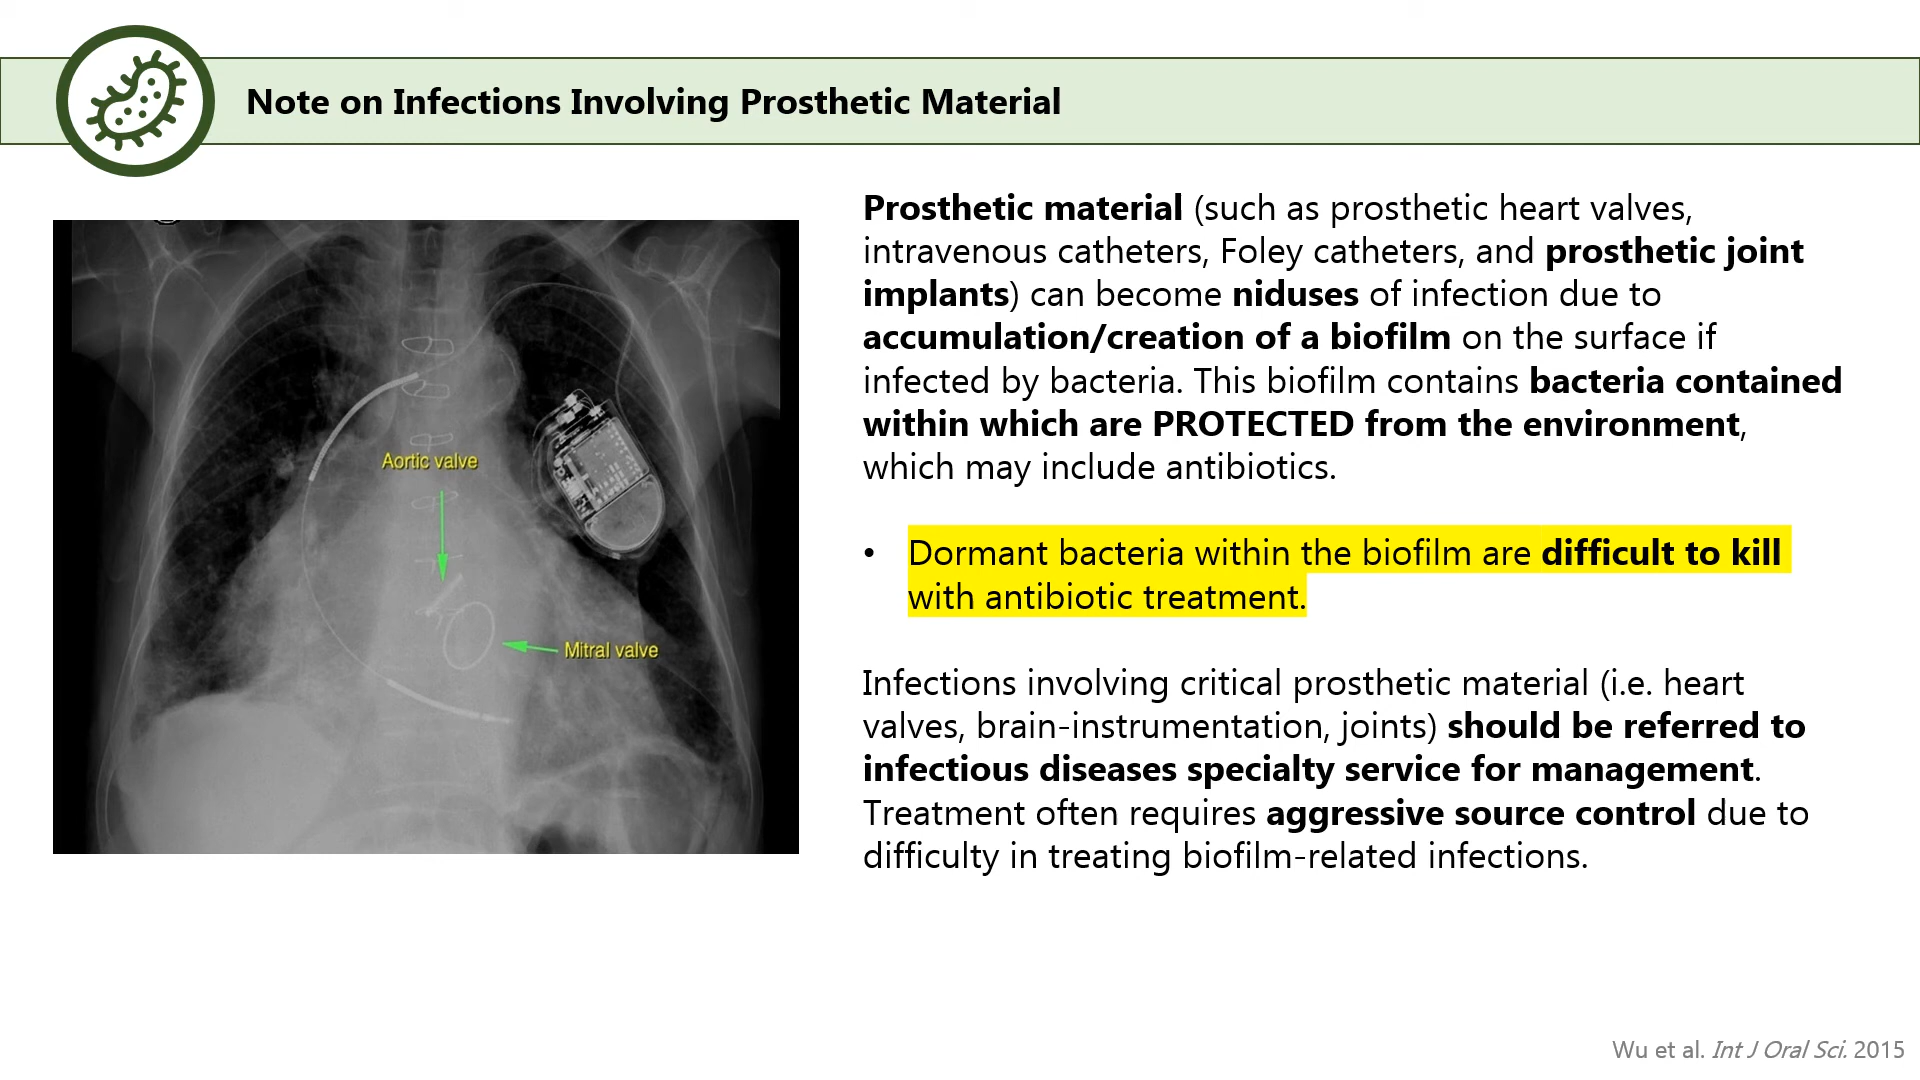 Note on Infections Involving Prosthetic Material
Aortic valve
Mitral valve
Prosthetic material (such as prosthetic heart valves,
intravenous catheters, Foley catheters, and prosthetic joint
implants) can become niduses of infection due to
accumulation/creation of a biofilm on the surface if
infected by bacteria. This biofilm contains bacteria contained
within which are PROTECTED from the environment,
which may include antibiotics.
• Dormant bacteria within the biofilm are difficult to kill
with antibiotic treatment.
Infections involving critical prosthetic material (i.e. heart
valves, brain-instrumentation, joints) should be referred to
infectious diseases specialty service for management.
Treatment often requires aggressive source control due to
difficulty in treating biofilm-related infections.
Wu et al. Int J Oral Sci. 2015